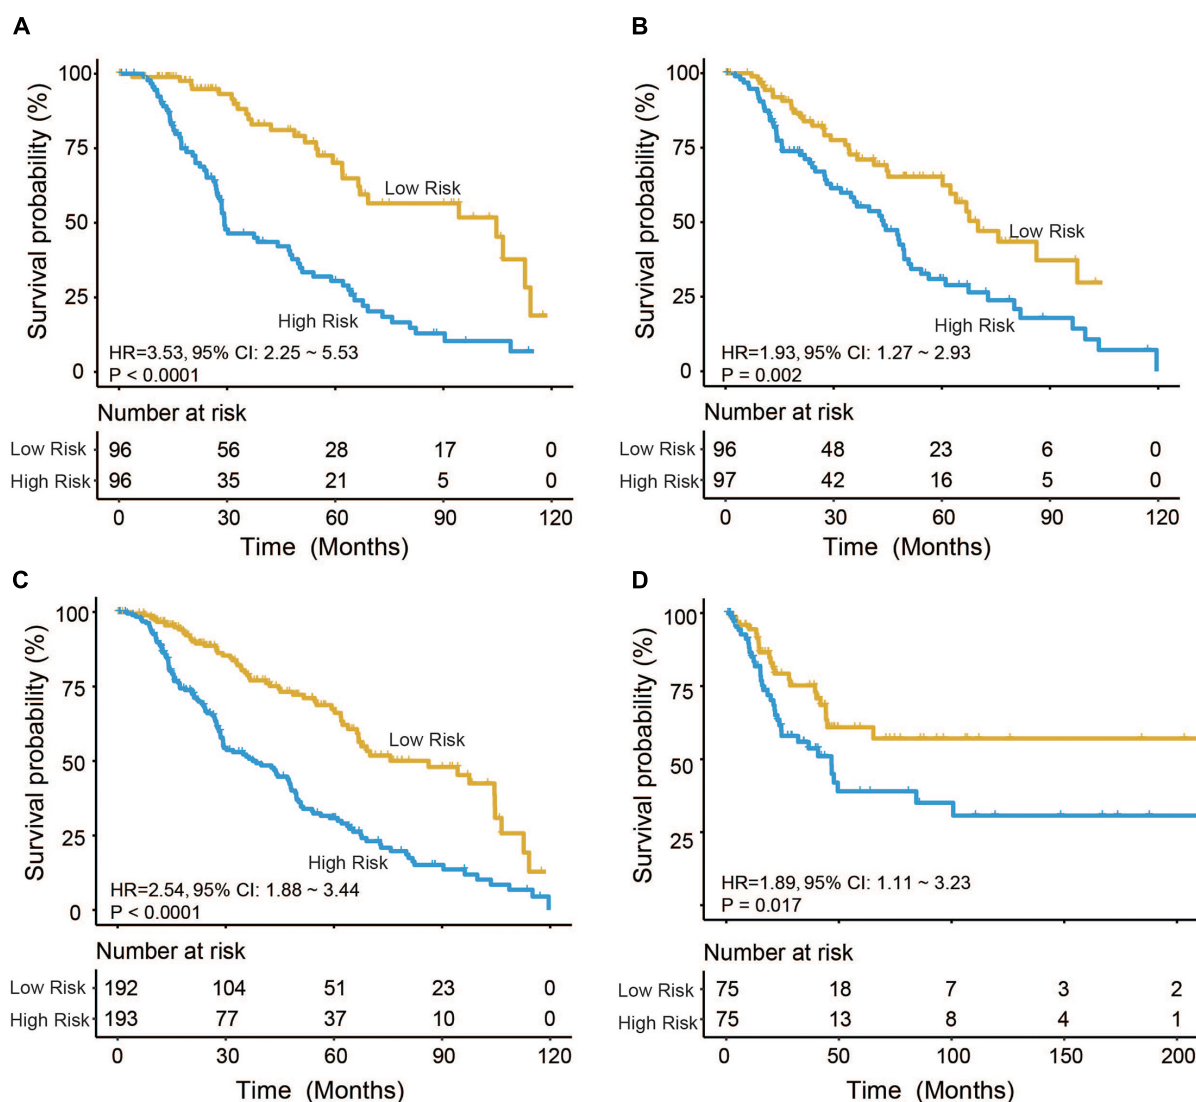 A
Survival probability (%)
100
75
50
25
0
Low Risk
High Risk
HR=3.53, 95% CI: 2.25 ~ 5.53
P < 0.0001
Number at risk
Low Risk 96 56 28 17 0
High Risk 96 35 21 5 0
0 30 60 90 120
Time (Months)
B
Survival probability (%)
100
75
50
25
0
Low Risk
High Risk
HR=1.93, 95% CI: 1.27 ~ 2.93
P = 0.002
Number at risk
Low Risk 96 48 23 6 0
High Risk 97 42 16 5 0
0 30 60 90 120
Time (Months)
C
Survival probability (%)
100
75
50
25
0
Low Risk
High Risk
HR=2.54, 95% CI: 1.88 ~ 3.44
P < 0.0001
Number at risk
Low Risk 192 104 51 23 0
High Risk 193 77 37 10 0
0 30 60 90 120
Time (Months)
D
Survival probability (%)
100
75
50
25
HR=1.89, 95% CI: 1.11 ~ 3.23
P = 0.017
Number at risk
Low Risk 75 18 7 3 2
High Risk 75 13 8 4 1
0 50 100 150 200
Time (Months)